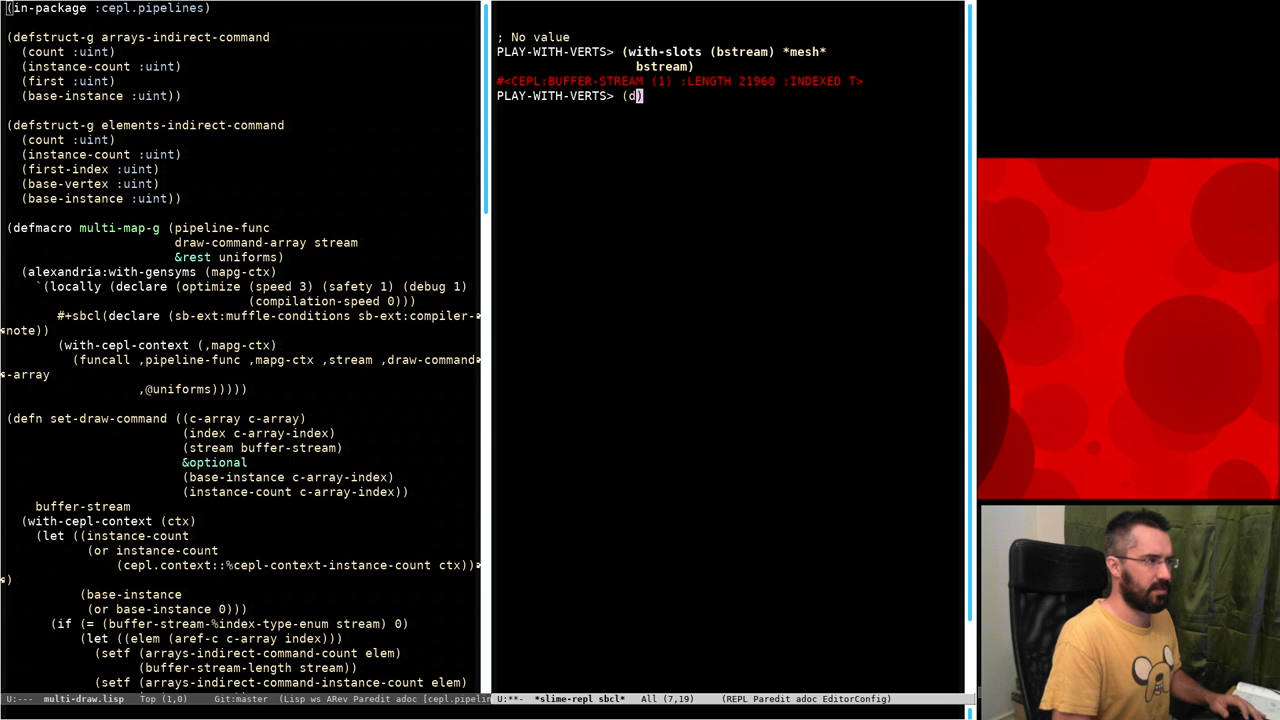 (in-package :cepl.pipelines)
(defstruct-g arrays-indirect-command
(count :uint)
(instance-count :uint)
(first :uint)
(base-instance :uint))
(defstruct-g elements-indirect-command
(count :uint)
(instance-count :uint)
(first-index :uint)
(base-vertex :uint)
(base-instance :uint))
(defmacro multi-map-g (pipeline-func
draw-command-array stream
&rest uniforms)
(alexandria:with-gensyms (mapg-ctx)
`(locally (declare (optimize (speed 3) (safety 1) (debug 1)
(compilation-speed 0)))
#+sbcl(declare (sb-ext:muffle-conditions sb-ext:compiler-
note))
(with-cepl-context (,mapg-ctx)
(funcall ,pipeline-func ,mapg-ctx ,stream ,draw-command
-array
,@uniforms)))))
(defn set-draw-command ((c-array c-array)
(index c-array-index)
(stream buffer-stream)
&optional
(base-instance c-array-index)
(instance-count c-array-index))
buffer-stream
(with-cepl-context (ctx)
(let ((instance-count
(or instance-count
(cepl.context::%cepl-context-instance-count ctx))
)
(base-instance
(or base-instance 0)))
(if (= (buffer-stream-%index-type-enum stream) 0)
(let ((elem (aref-c c-array index)))
(setf (arrays-indirect-command-count elem)
(buffer-stream-length stream))
(setf (arrays-indirect-command-instance-count elem)
U:--- multi-draw.lisp Top (1,0) Git:master (Lisp ws ARev Paredit adoc [cepl.pipelin
; No value
PLAY-WITH-VERTS> (with-slots (bstream) *mesh*
bstream)
#<CEPL:BUFFER-STREAM (1) :LENGTH 21960 :INDEXED T>
PLAY-WITH-VERTS> (d)
U:**- *slime-repl sbcl* All (7,19) (REPL Paredit adoc EditorConfig)